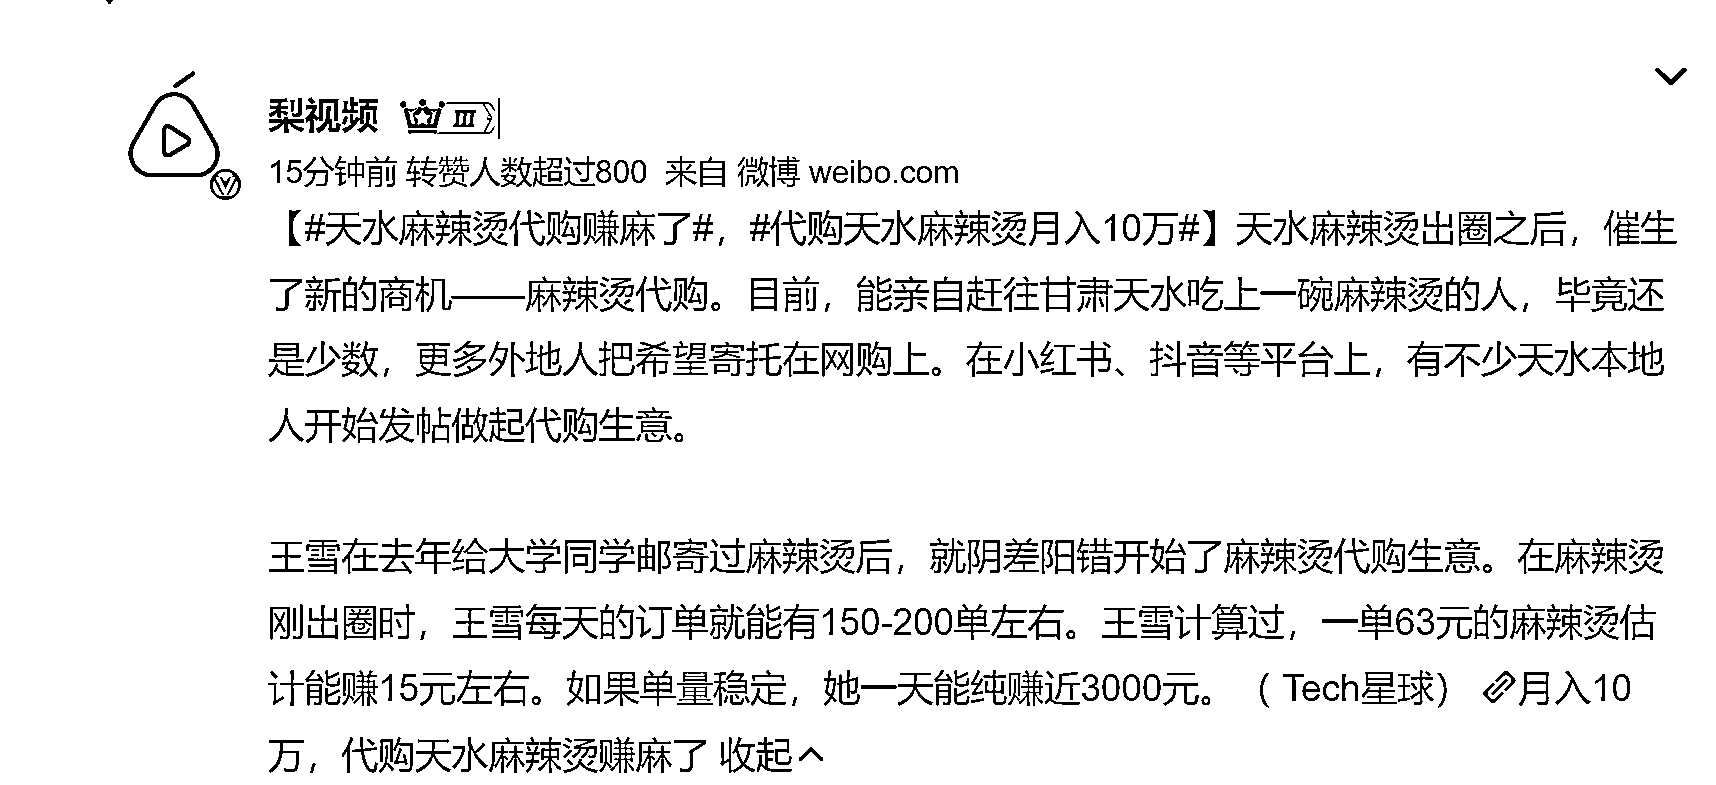 梨视频 III
15分钟前 转赞人数超过800 来自 微博 weibo.com
【#天水麻辣烫代购赚麻了#，#代购天水麻辣烫月入10万#】天水麻辣烫出圈之后，催生
了新的商机——麻辣烫代购。目前，能亲自赶往甘肃天水吃上一碗麻辣烫的人，毕竟还
是少数，更多外地人把希望寄托在网购上。在小红书、抖音等平台上，有不少天水本地
人开始发帖做起代购生意。
王雪在去年给大学同学邮寄过麻辣烫后，就阴差阳错开始了麻辣烫代购生意。在麻辣烫
刚出圈时，王雪每天的订单就能有150-200单左右。王雪计算过，一单63元的麻辣烫估
计能赚15元左右。如果单量稳定，她一天能纯赚近3000元。（Tech星球） 月入10
万，代购天水麻辣烫赚麻了 收起